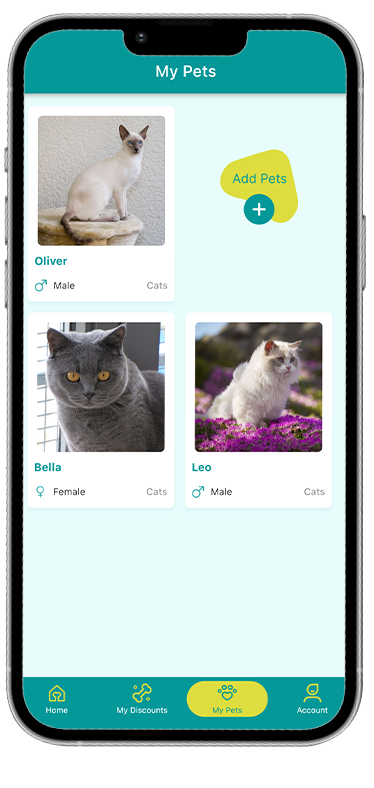 My Pets
Oliver
Male Cats
Add Pets
Bella
Female Cats
Leo
Male Cats
Home My Discounts My Pets Account